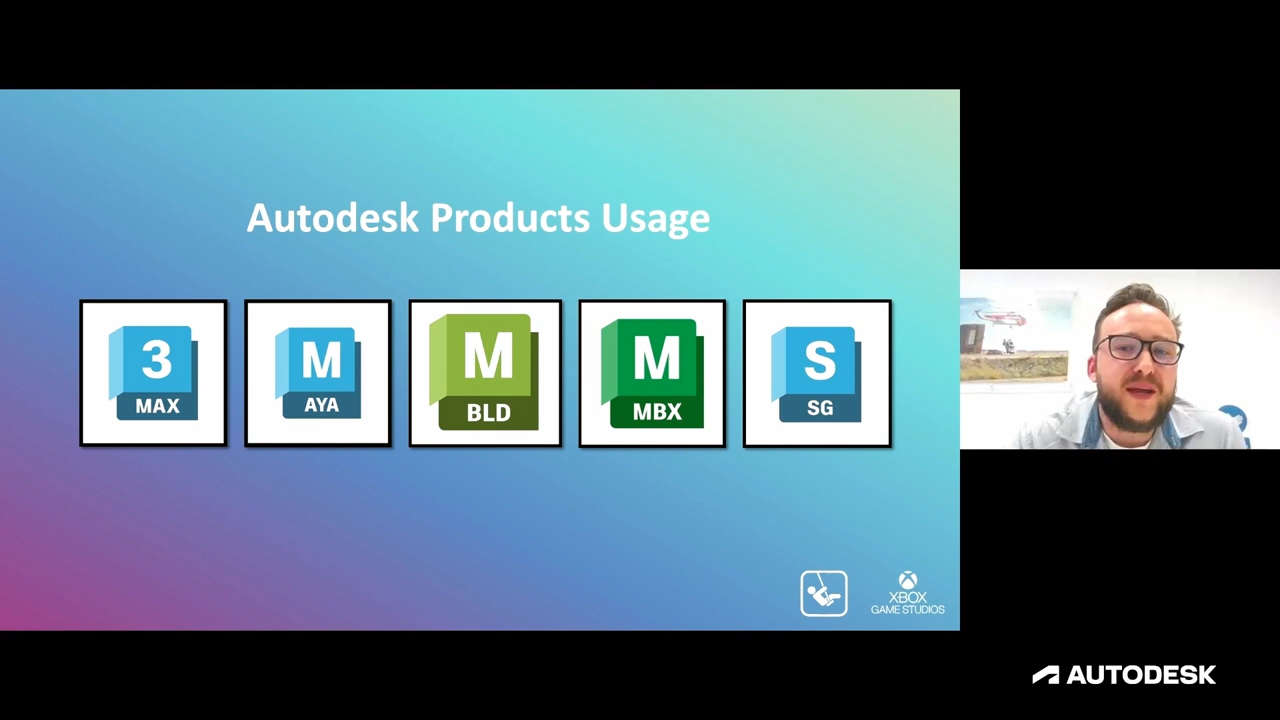 Autodesk Products Usage
3
MAX
M
AYA
M
BLD
M
MBX
S
SG
XBOX
GAME STUDIOS
AUTODESK